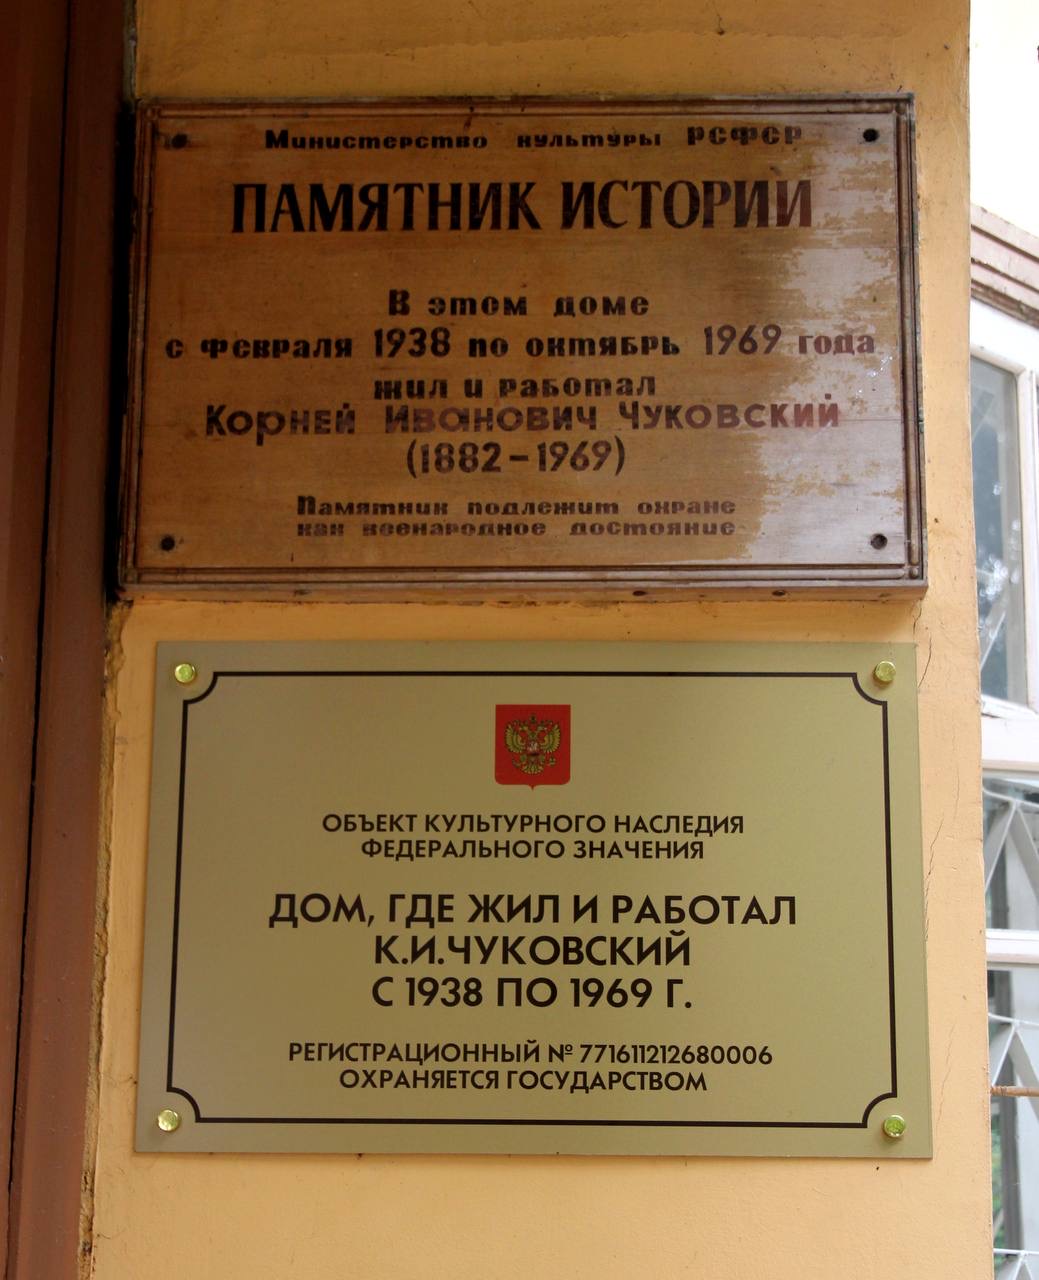 Министерство культуры РСФСР
ПАМЯТНИК ИСТОРИИ
В этом доме
с февраля 1938 по октябрь 1969 года
жил и работал
Корней Иванович Чуковский
(1882-1969)
Памятник подлежит охране
как всенародное достояние
ОБЪЕКТ КУЛЬТУРНОГО НАСЛЕДИЯ
ФЕДЕРАЛЬНОГО ЗНАЧЕНИЯ
ДОМ, ГДЕ ЖИЛ И РАБОТАЛ
К.И.ЧУКОВСКИЙ
С 1938 ПО 1969 Г.
РЕГИСТРАЦИОННЫЙ № 771611212680006
ОХРАНЯЕТСЯ ГОСУДАРСТВОМ